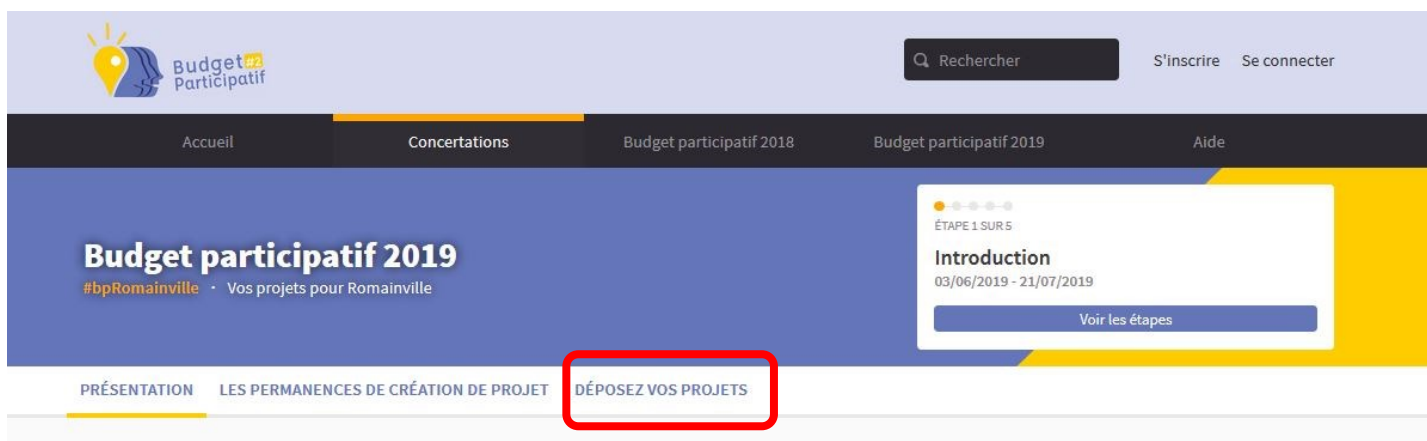 Budget #2
Participatif
Rechercher
S'inscrire Se connecter
Accueil Concertations Budget participatif 2018 Budget participatif 2019 Aide
ÉTAPE 1 SUR 5
Budget participatif 2019
Introduction
#bpRomainville · Vos projets pour Romainville
03/06/2019 - 21/07/2019
Voir les étapes
PRÉSENTATION LES PERMANENCES DE CRÉATION DE PROJET DÉPOSEZ VOS PROJETS